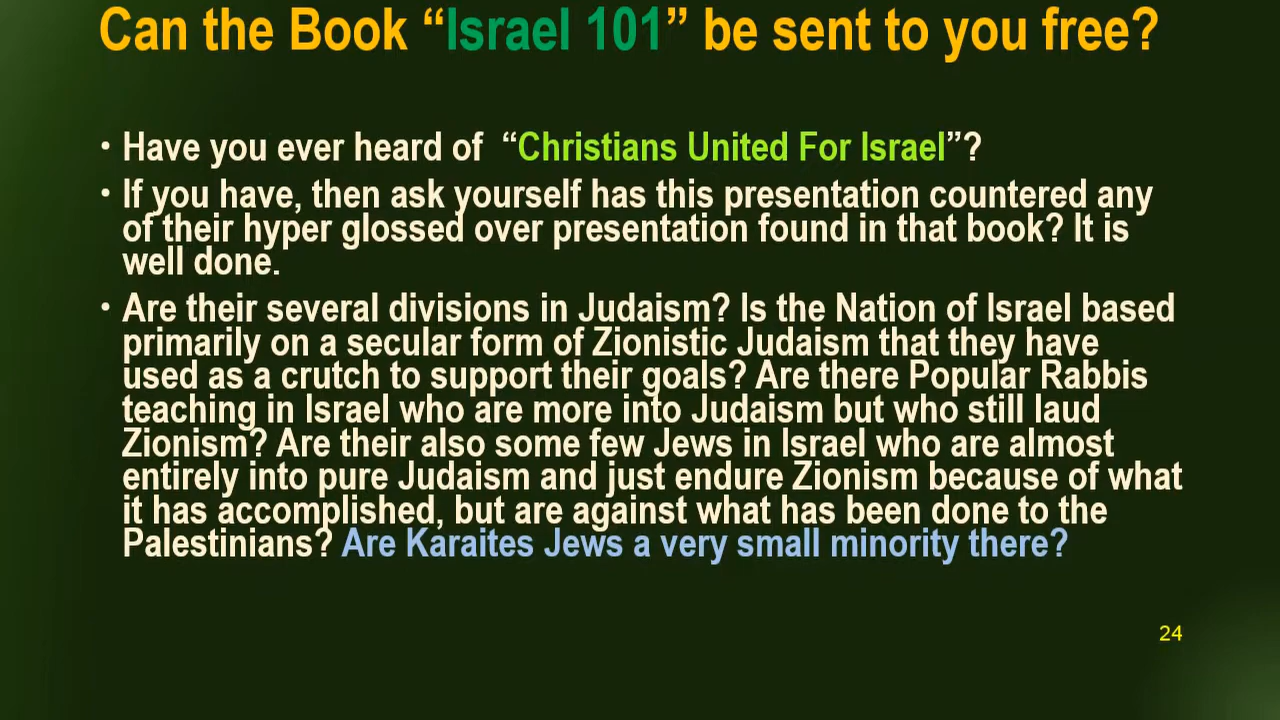 Can the Book “Israel 101” be sent to you free?
• Have you ever heard of “Christians United For Israel”?
• If you have, then ask yourself has this presentation countered any
of their hyper glossed over presentation found in that book? It is
well done.
• Are their several divisions in Judaism? Is the Nation of Israel based
primarily on a secular form of Zionistic Judaism that they have
used as a crutch to support their goals? Are there Popular Rabbis
teaching in Israel who are more into Judaism but who still laud
Zionism? Are their also some few Jews in Israel who are almost
entirely into pure Judaism and just endure Zionism because of what
it has accomplished, but are against what has been done to the
Palestinians? Are Karaites Jews a very small minority there?
24